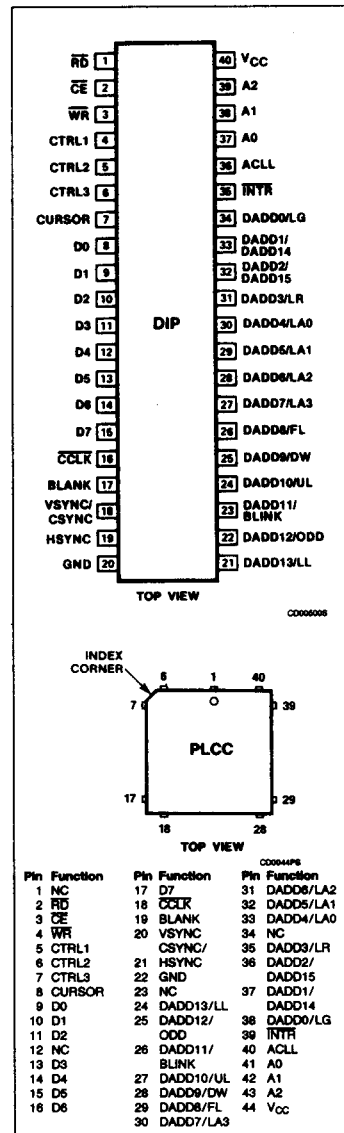 RD 1 40 VCC
CE 2 39 A2
WR 3 38 A1
CTRL1 4 37 A0
CTRL2 5 36 ACLL
CTRL3 6 35 INTR
CURSOR 7 34 DADD0/LG
D0 8 33 DADD1/
DADD14
D1 9 32 DADD2/
DADD15
D2 10 31 DADD3/LR
D3 11 30 DADD4/LA0
DIP
D4 12 29 DADD5/LA1
D5 13 28 DADD6/LA2
D6 14 27 DADD7/LA3
D7 15 26 DADD8/FL
CCLK 16 25 DADD9/DW
BLANK 17 24 DADD10/UL
VSYNC/
CSYNC 18 23 DADD11/
BLINK
HSYNC 19 22 DADD12/ODD
GND 20 21 DADD13/LL
TOP VIEW
CD00500S
INDEX
CORNER
6 1 40
7 39
PLCC
17 29
18 28
TOP VIEW
CD0044PS
Pin Function
1 NC
2 RD
3 CE
4 WR
5 CTRL1
6 CTRL2
7 CTRL3
8 CURSOR
9 D0
10 D1
11 D2
12 NC
13 D3
14 D4
15 D5
16 D6
Pin Function
17 D7
18 CCLK
19 BLANK
20 VSYNC
CSYNC/
21 HSYNC
22 GND
23 NC
24 DADD13/LL
25 DADD12/
ODD
26 DADD11/
BLINK
27 DADD10/UL
28 DADD9/DW
29 DADD8/FL
30 DADD7/LA3
Pin Function
31 DADD6/LA2
32 DADD5/LA1
33 DADD4/LA0
34 NC
35 DADD3/LR
36 DADD2/
DADD15
37 DADD1/
DADD14
38 DADD0/LG
39 INTR
40 ACLL
41 A0
42 A1
43 A2
44 VCC